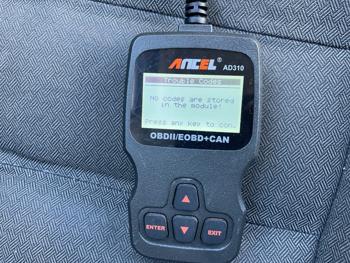 ANCEL
AD310
Trouble Codes
No codes are stored
in the module!
Press any key to con.
OBDII/EOBD+CAN
ENTER
EXIT